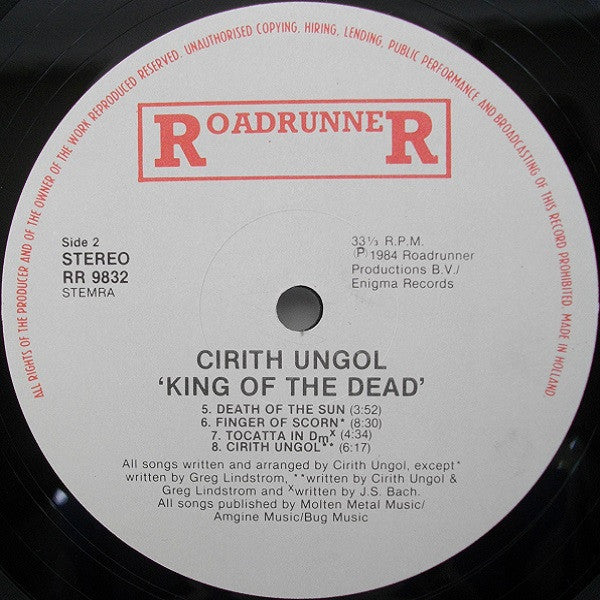 ALL RIGHTS OF THE PRODUCER AND OF THE OWNER OF THE WORK REPRODUCED RESERVED. UNAUTHORISED COPYING, HIRING, LENDING, PUBLIC PERFORMANCE AND BROADCASTING OF THIS RECORD PROHIBITED. MADE IN HOLLAND
ROADRUNNER
Side 2
STEREO
RR 9832
STEMRA
33⅓ R.P.M.
Ⓟ 1984 Roadrunner
Productions B.V./
Enigma Records
CIRITH UNGOL
'KING OF THE DEAD'
5. DEATH OF THE SUN (3:52)
6. FINGER OF SCORN* (8:30)
7. TOCATTA IN Dmˣ (4:34)
8. CIRITH UNGOL** (6:17)
All songs written and arranged by Cirith Ungol, except*
written by Greg Lindstrom, **written by Cirith Ungol &
Greg Lindstrom and ˣwritten by J.S. Bach.
All songs published by Molten Metal Music/
Amgine Music/Bug Music